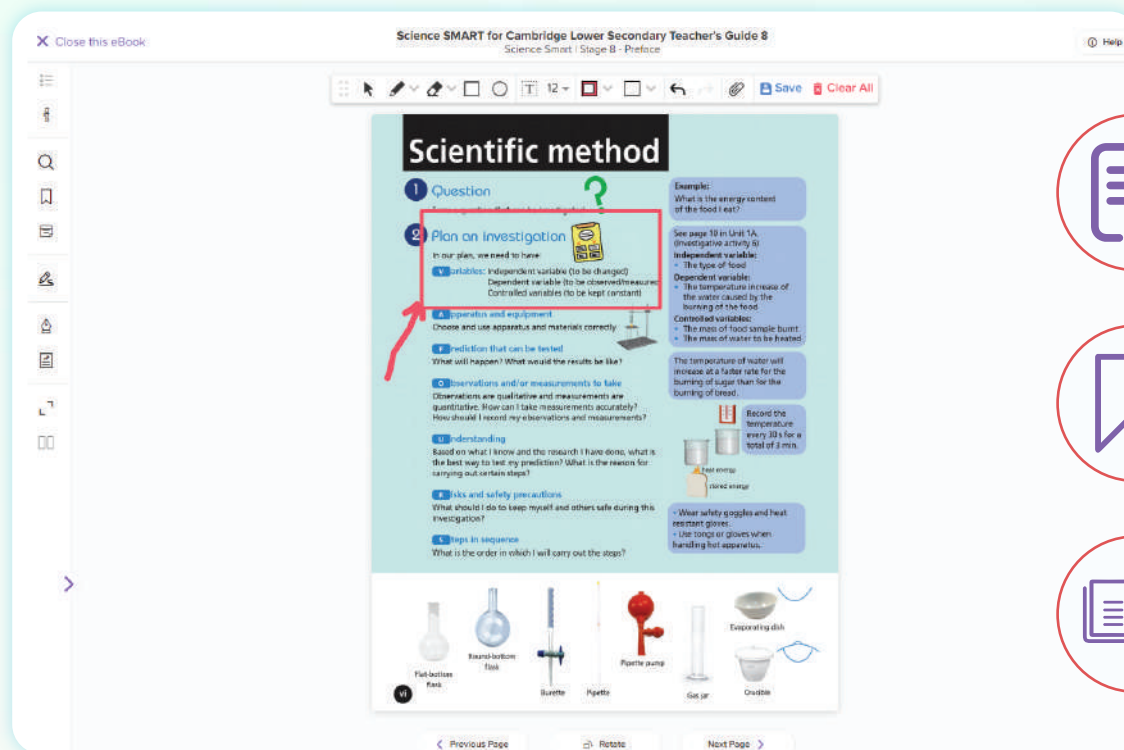 Close this eBook
Science SMART for Cambridge Lower Secondary Teacher's Guide 8
Science Smart | Stage 8 - Preface
Help
12
Save
Clear All
Scientific method
1 Question
Example:
What is the energy content
of the food I eat?
2 Plan an investigation
In our plan, we need to have:
Variables: Independent variable (to be changed)
Dependent variable (to be observed/measured
Controlled variables (to be kept constant)
See page 10 in Unit 1A.
(Investigative activity 6)
Independent variable:
• The type of food
Dependent variable:
• The temperature increase of
the water caused by the
burning of the food
Controlled variables:
• The mass of food sample burnt
• The mass of water to be heated
Apparatus and equipment
Choose and use apparatus and materials correctly
Prediction that can be tested
What will happen? What would the results be like?
The temperature of water will
increase at a faster rate for the
burning of sugar than for the
burning of bread.
Observations and/or measurements to take
Observations are qualitative and measurements are
quantitative. How can I take measurements accurately?
How should I record my observations and measurements?
Record the
temperature
every 30 s for a
total of 3 min.
Understanding
Based on what I know and the research I have done, what is
the best way to test my prediction? What is the reason for
carrying out certain steps?
heat energy
stored energy
Risks and safety precautions
What should I do to keep myself and others safe during this
investigation?
• Wear safety goggles and heat
resistant gloves.
• Use tongs or gloves when
handling hot apparatus.
Steps in sequence
What is the order in which I will carry out the steps?
Flat-bottom
flask
Round-bottom
flask
Burette
Pipette
Pipette pump
Gas jar
Evaporating dish
Crucible
vi
Previous Page
Rotate
Next Page